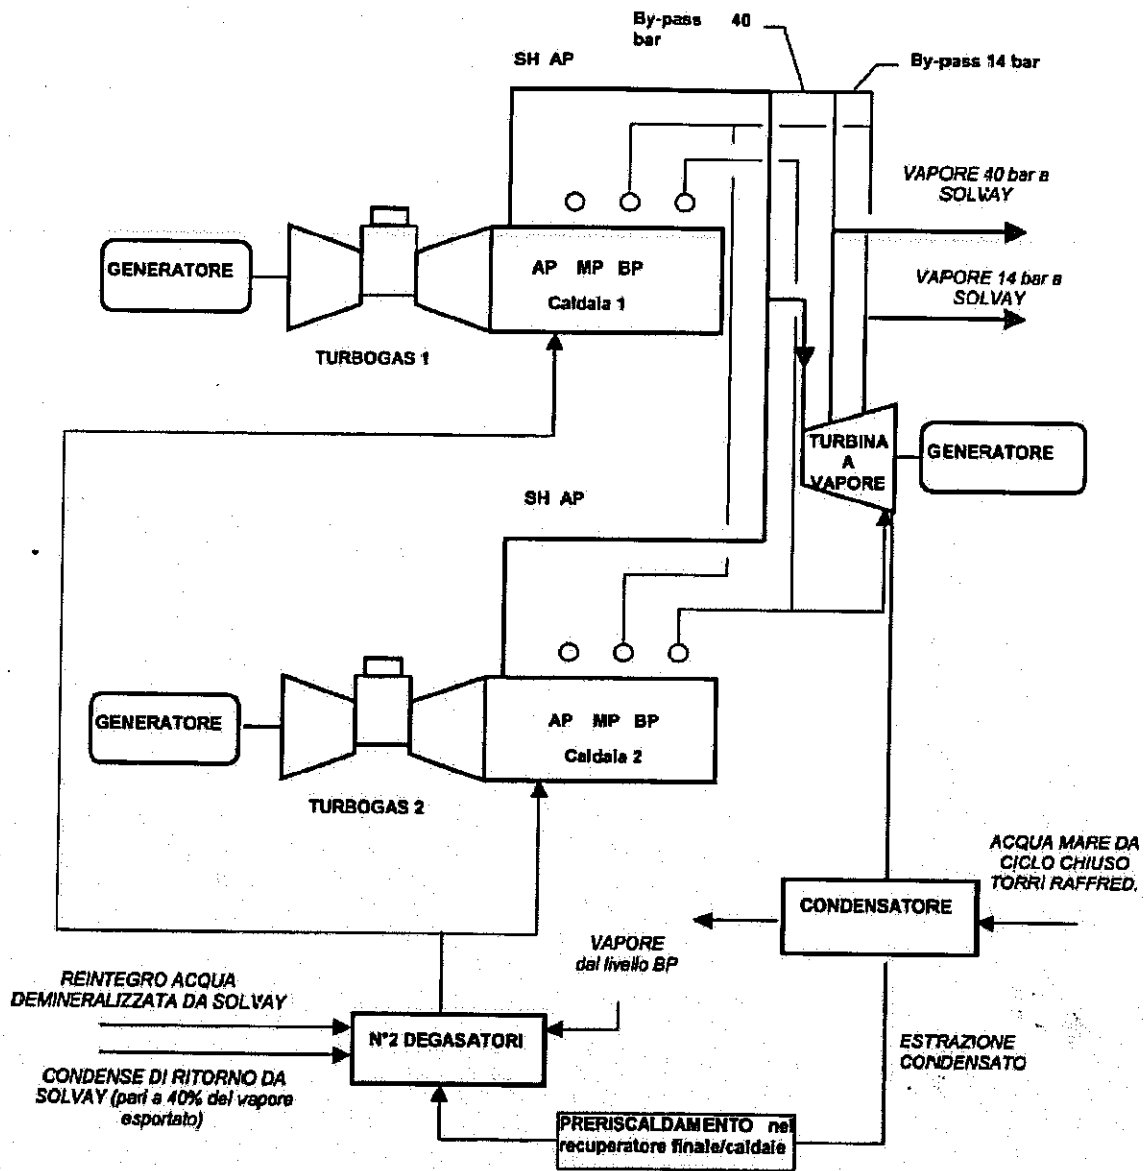 By-pass 40
bar
SH AP
By-pass 14 bar
VAPORE 40 bar a
SOLVAY
GENERATORE
AP MP BP
Caldaia 1
VAPORE 14 bar a
SOLVAY
TURBOGAS 1
TURBINA
A
VAPORE
GENERATORE
SH AP
GENERATORE
AP MP BP
Caldaia 2
TURBOGAS 2
ACQUA MARE DA
CICLO CHIUSO
TORRI RAFFRED.
CONDENSATORE
VAPORE
dal livello BP
REINTEGRO ACQUA
DEMINERALIZZATA DA SOLVAY
N°2 DEGASATORI
ESTRAZIONE
CONDENSATO
CONDENSE DI RITORNO DA
SOLVAY (pari a 40% del vapore
esportato)
PRERISCALDAMENTO nel
recuperatore finale/caldaie